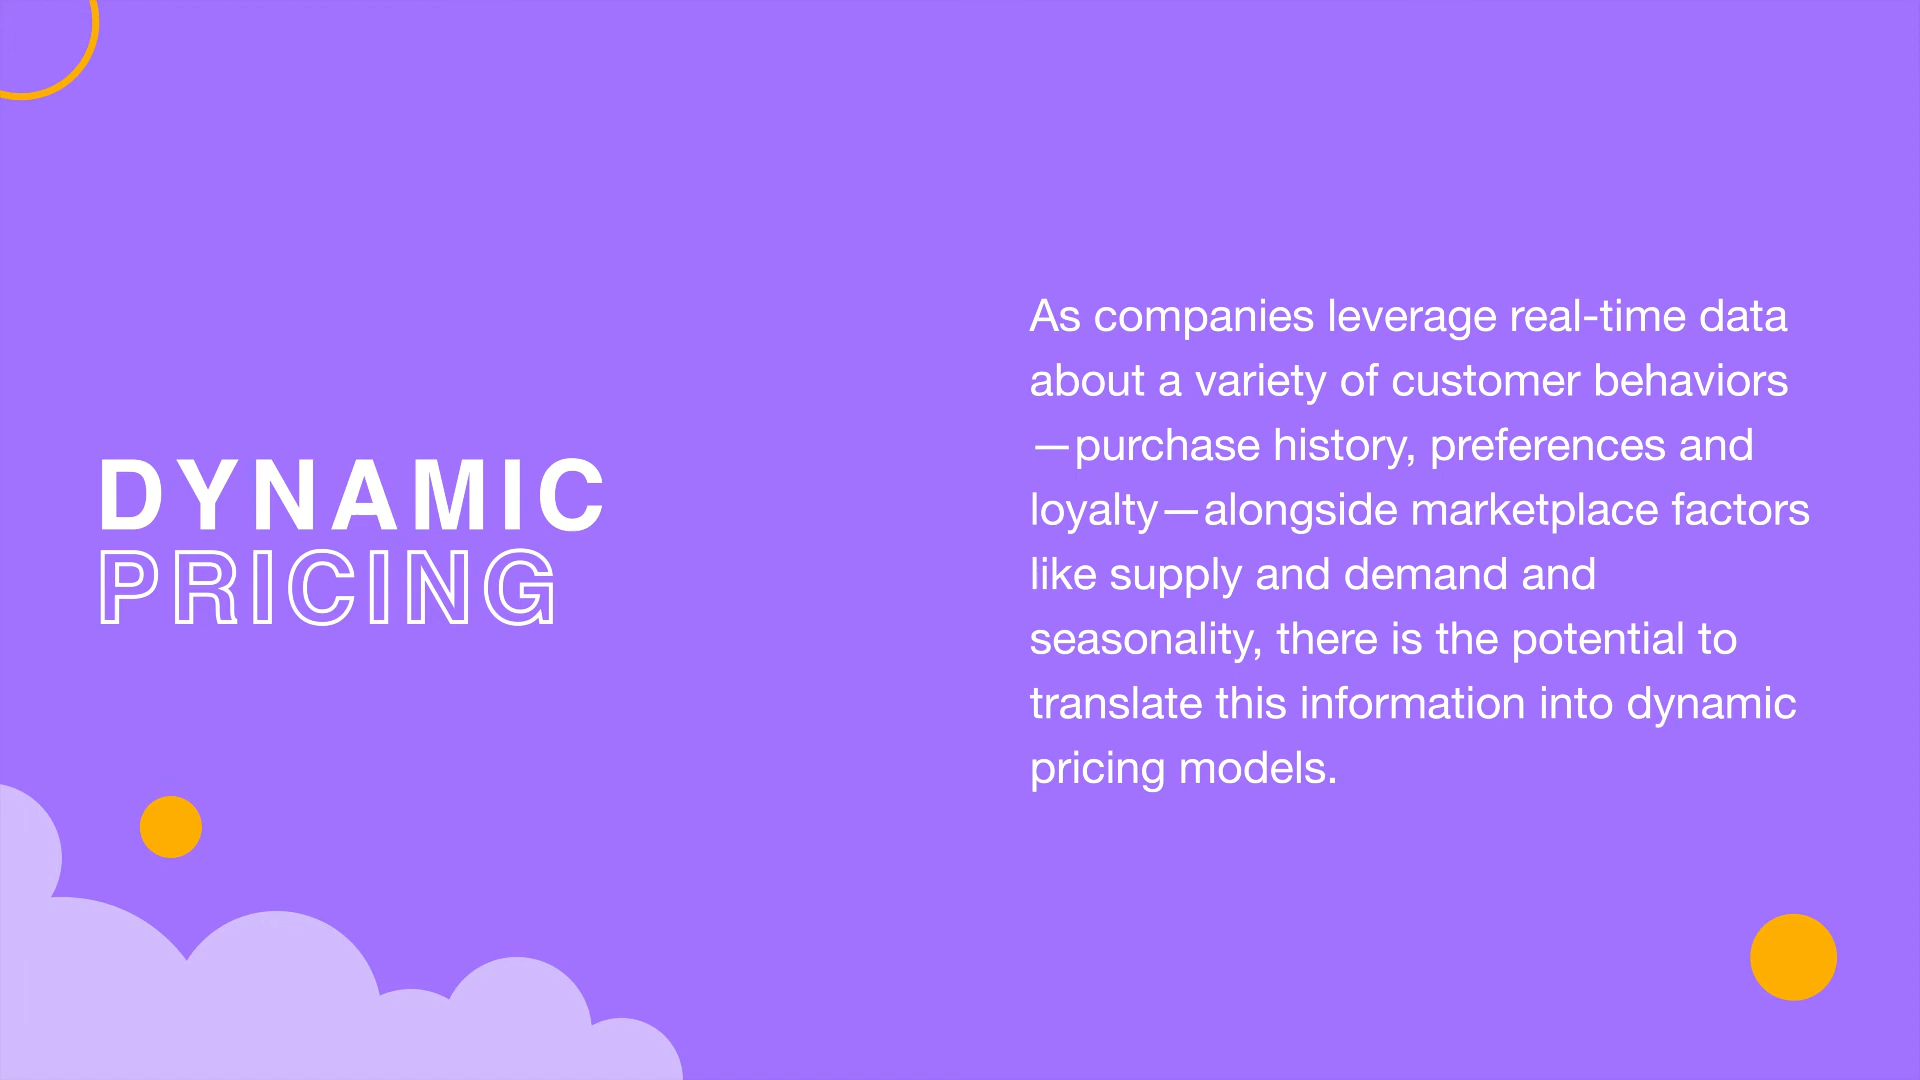 DYNAMIC
PRICING
As companies leverage real-time data
about a variety of customer behaviors
—purchase history, preferences and
loyalty—alongside marketplace factors
like supply and demand and
seasonality, there is the potential to
translate this information into dynamic
pricing models.